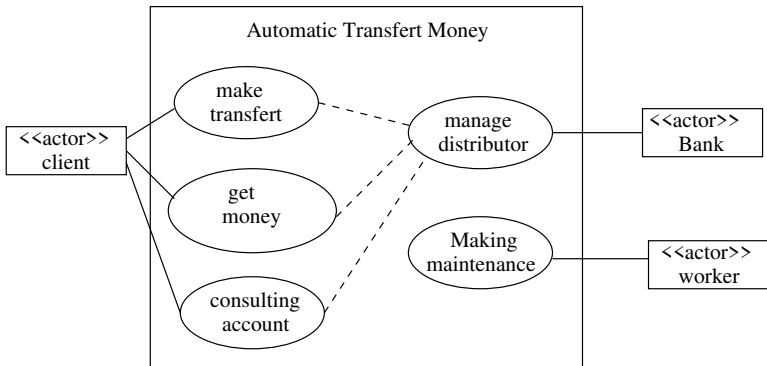 Automatic Transfert Money
make
transfert
<<actor>>
client
get
money
consulting
account
manage
distributor
Making
maintenance
<<actor>>
Bank
<<actor>>
worker